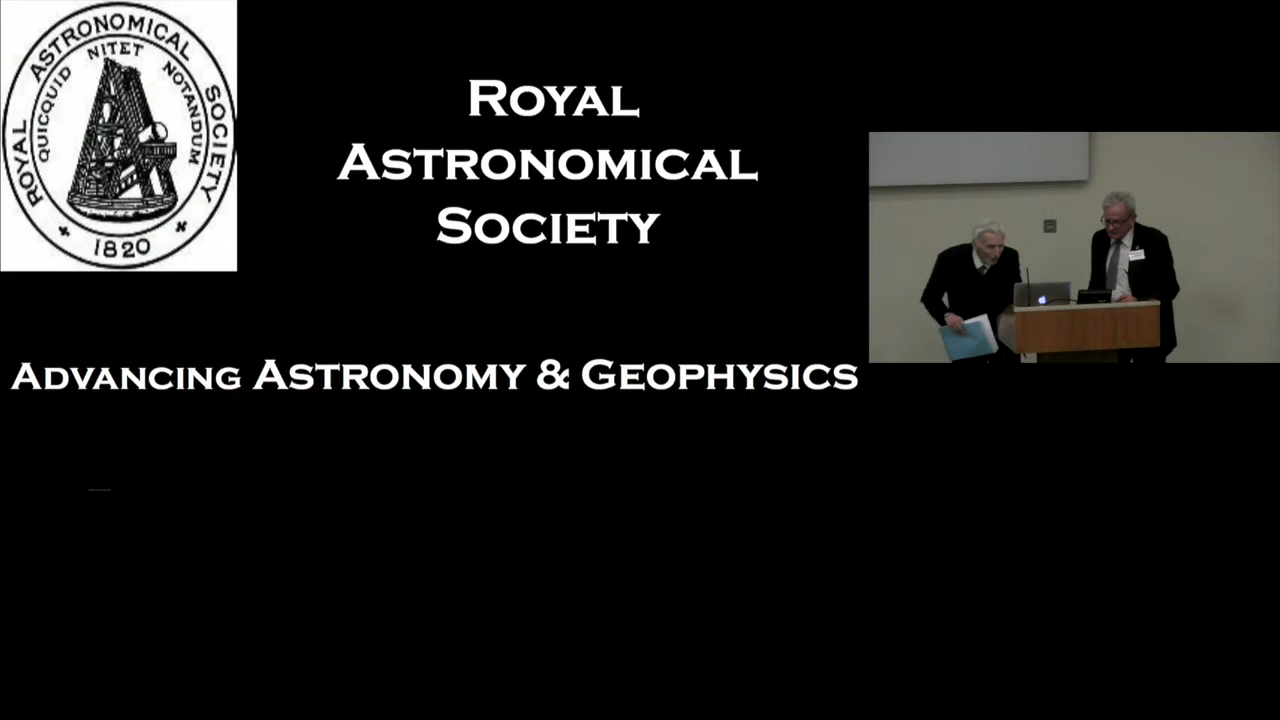 ROYAL ASTRONOMICAL SOCIETY
QUICQUID NITET NOTANDUM
1820
ROYAL
ASTRONOMICAL
SOCIETY
ADVANCING ASTRONOMY & GEOPHYSICS